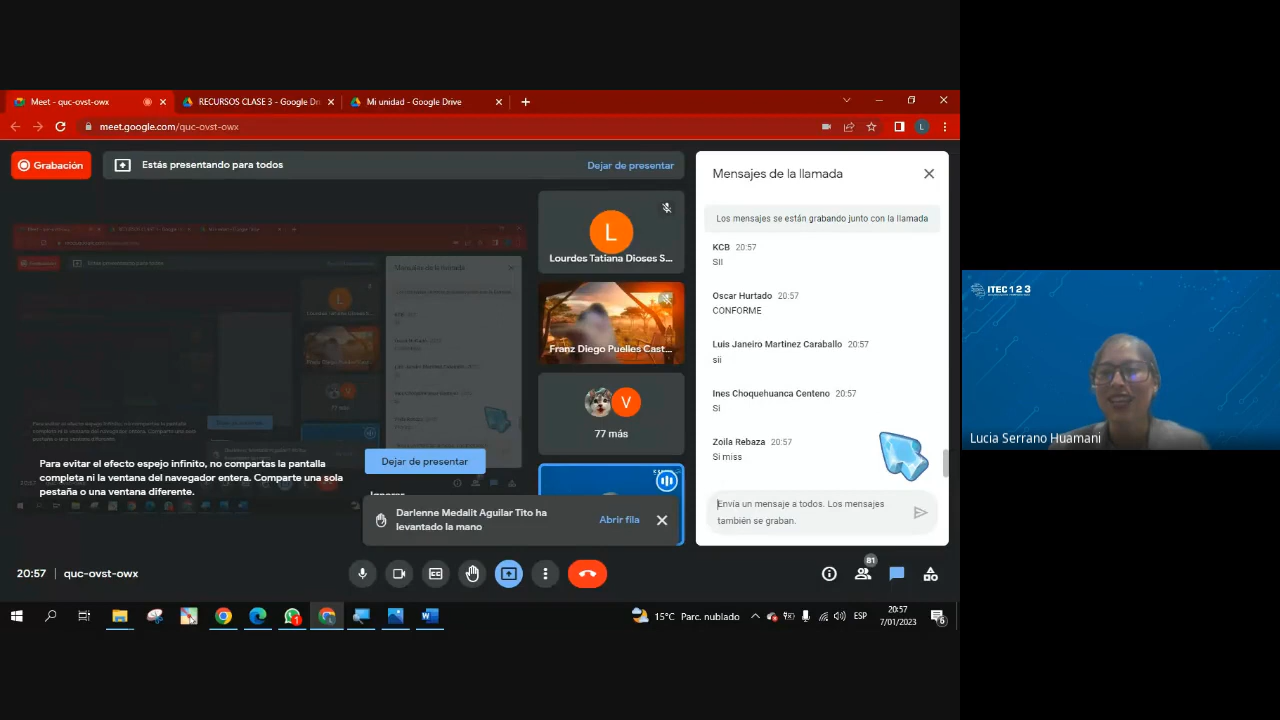 Meet - quc-ovst-owx
RECURSOS CLASE 3 - Google Dri
Mi unidad - Google Drive
meet.google.com/quc-ovst-owx
L
Grabación
Estás presentando para todos
Dejar de presentar
L
Lourdes Tatiana Dioses S...
Franz Diego Puelles Cast...
V
77 más
Para evitar el efecto espejo infinito, no compartas la pantalla
completa ni la ventana del navegador entera. Comparte una sola
pestaña o una ventana diferente.
Dejar de presentar
Ignorar
Darlenne Medalit Aguilar Tito ha
levantado la mano
Abrir fila
Mensajes de la llamada
Los mensajes se están grabando junto con la llamada
KCB 20:57
SII
Oscar Hurtado 20:57
CONFORME
Luis Janeiro Martinez Caraballo 20:57
sii
Ines Choquehuanca Centeno 20:57
Si
Zoila Rebaza 20:57
Si miss
Envía un mensaje a todos. Los mensajes
también se graban.
20:57 | quc-ovst-owx
81
15°C Parc. nublado
ESP
20:57
7/01/2023
6
ITEC 1 2 3
Lucia Serrano Huamani